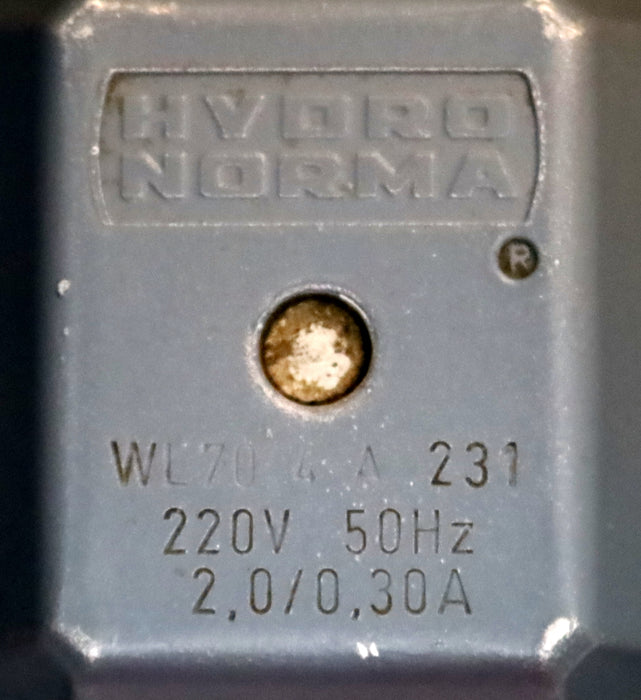 HYDRO
NORMA
®
WL70 4 A 231
220V 50Hz
2,0/0,30A